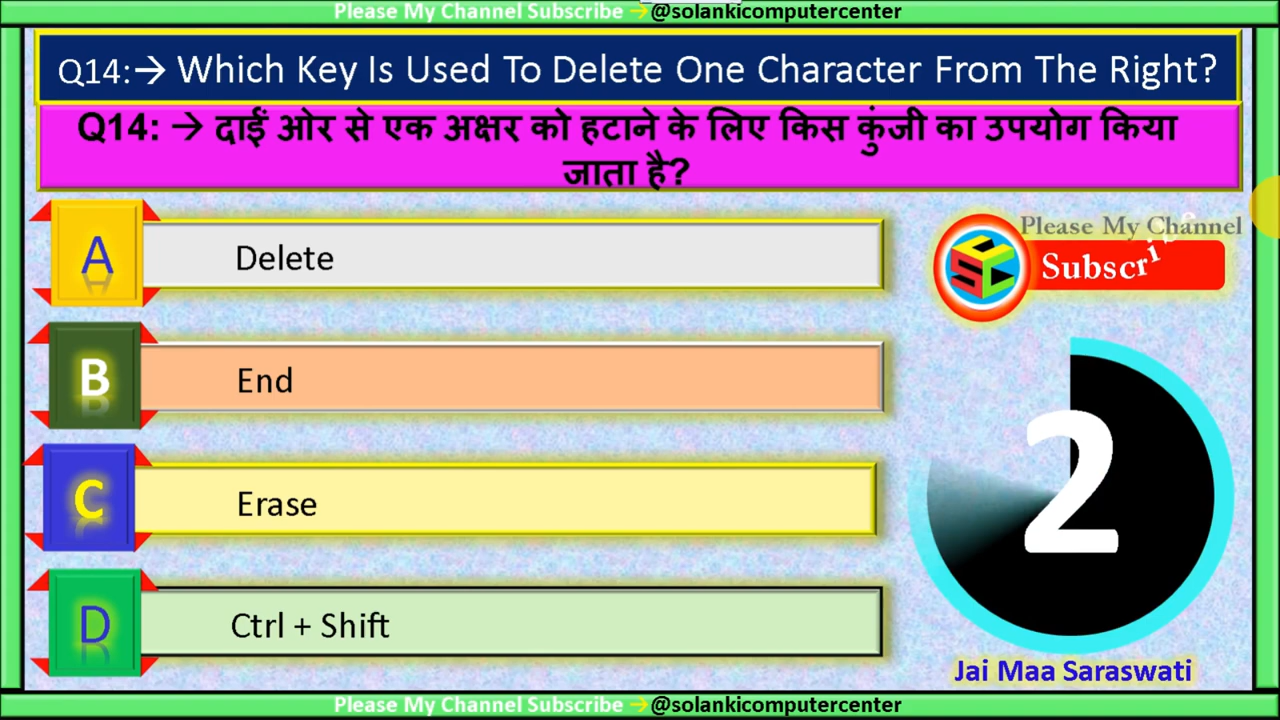 Please My Channel Subscribe →@solankicomputercenter
Q14:→ Which Key Is Used To Delete One Character From The Right?
Q14: → दाईं ओर से एक अक्षर को हटाने के लिए किस कुंजी का उपयोग किया
जाता है?
A Delete
Please My Channel
Subscribe
CSC
B End
2
C Erase
D Ctrl + Shift
Jai Maa Saraswati
Please My Channel Subscribe →@solankicomputercenter